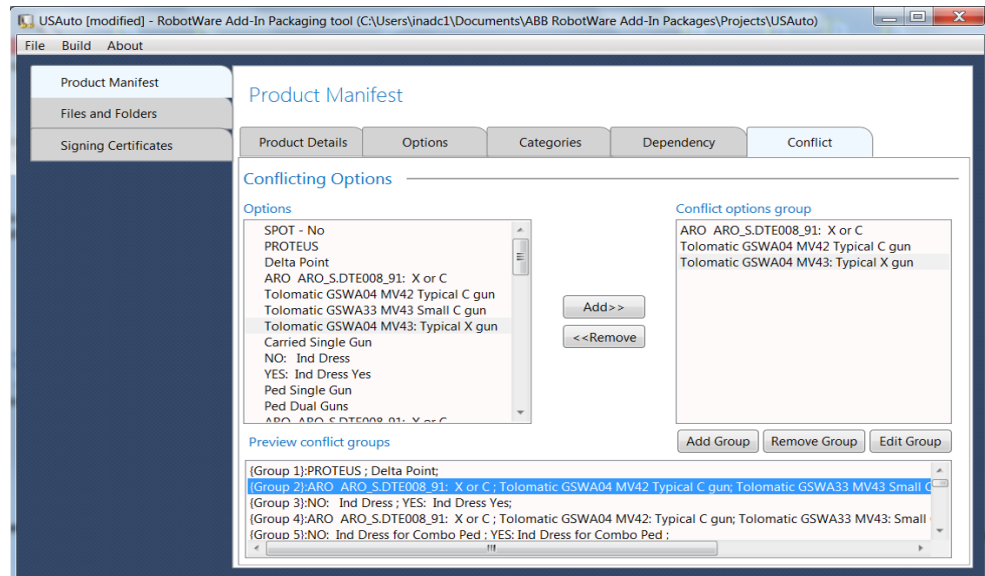 USAuto [modified] - RobotWare Add-In Packaging tool (C:\Users\inadc1\Documents\ABB RobotWare Add-In Packages\Projects\USAuto)
File Build About
Product Manifest
Files and Folders
Signing Certificates
Product Manifest
Product Details Options Categories Dependency Conflict
Conflicting Options
Options
SPOT - No
PROTEUS
Delta Point
ARO ARO_S.DTE008_91: X or C
Tolomatic GSWA04 MV42 Typical C gun
Tolomatic GSWA33 MV43 Small C gun
Tolomatic GSWA04 MV43: Typical X gun
Carried Single Gun
NO: Ind Dress
YES: Ind Dress Yes
Ped Single Gun
Ped Dual Guns
ARO ARO_S.DTE008_91: X or C
Add>>
<<Remove
Conflict options group
ARO ARO_S.DTE008_91: X or C
Tolomatic GSWA04 MV42 Typical C gun
Tolomatic GSWA04 MV43: Typical X gun
Add Group Remove Group Edit Group
Preview conflict groups
{Group 1}:PROTEUS ; Delta Point;
{Group 2}:ARO ARO_S.DTE008_91: X or C ; Tolomatic GSWA04 MV42 Typical C gun; Tolomatic GSWA33 MV43 Small C
{Group 3}:NO: Ind Dress ; YES: Ind Dress Yes;
{Group 4}:ARO ARO_S.DTE008_91: X or C ; Tolomatic GSWA04 MV42: Typical C gun; Tolomatic GSWA33 MV43: Small
{Group 5}:NO: Ind Dress for Combo Ped ; YES: Ind Dress for Combo Ped ;